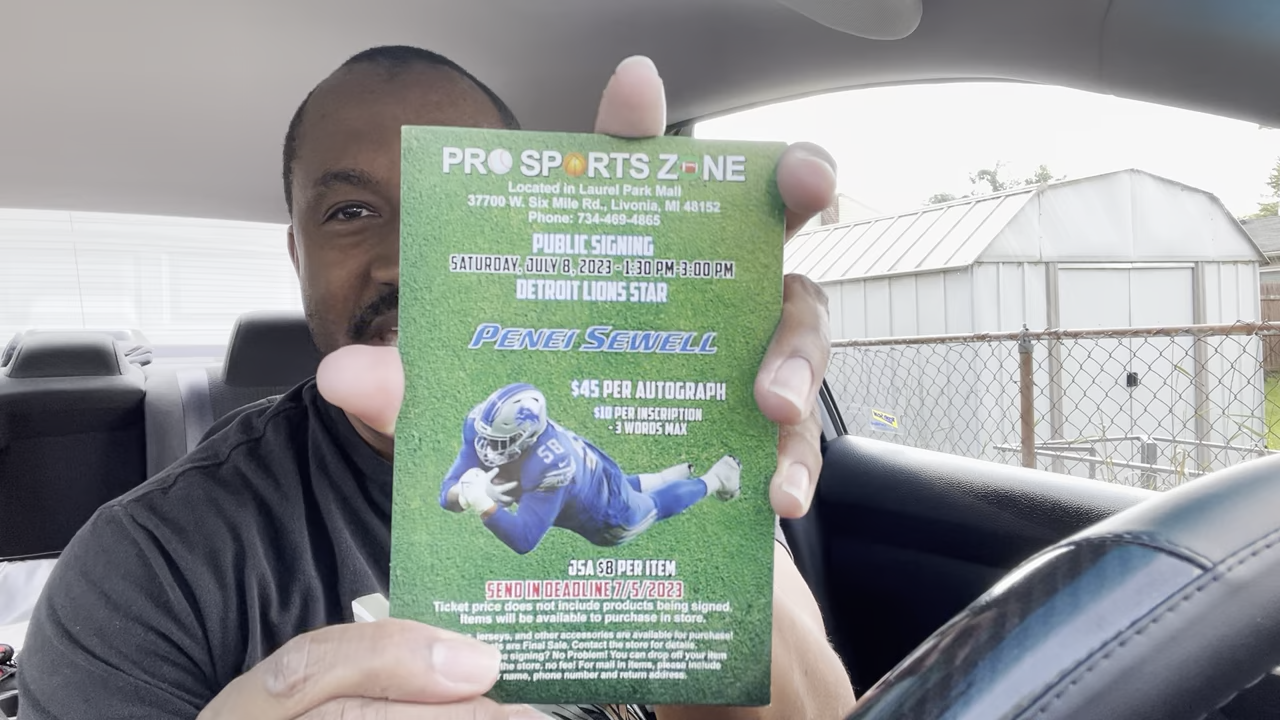 PRO SPORTS ZONE
Located in Laurel Park Mall
37700 W. Six Mile Rd., Livonia, MI 48152
Phone: 734-469-4865
PUBLIC SIGNING
SATURDAY, JULY 8, 2023 - 1:30 PM-3:00 PM
DETROIT LIONS STAR
PENEI SEWELL
$45 PER AUTOGRAPH
$10 PER INSCRIPTION
- 3 WORDS MAX
58
JSA $8 PER ITEM
SEND IN DEADLINE 7/5/2023
Ticket price does not include products being signed.
Items will be available to purchase in store.
jerseys, and other accessories are available for purchase!
are Final Sale. Contact the store for details.
signing? No Problem! You can drop off your item
the store, no fee! For mail in items, please include
name, phone number and return address.